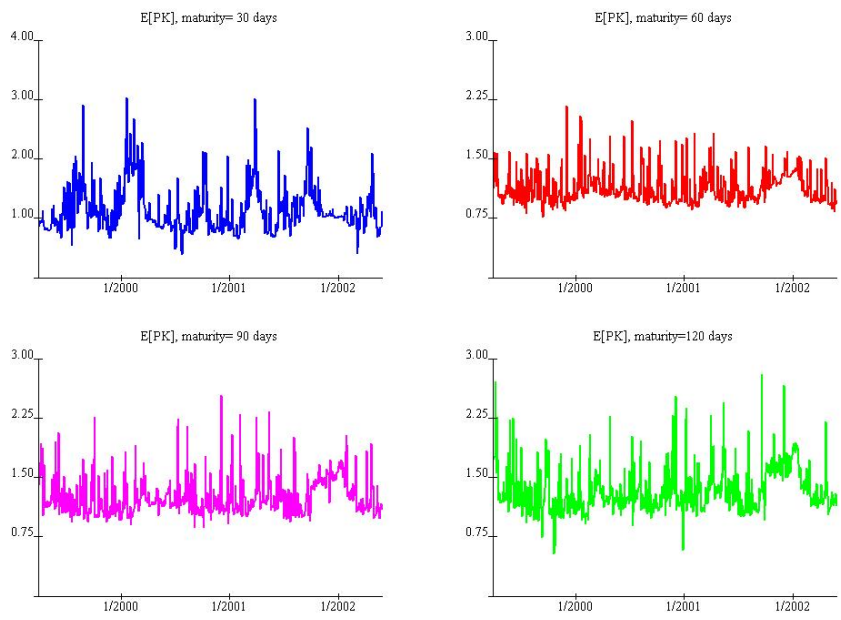 E[PK], maturity= 30 days
4.00
3.00
2.00
1.00
1/2000 1/2001 1/2002
E[PK], maturity= 60 days
3.00
2.25
1.50
0.75
1/2000 1/2001 1/2002
E[PK], maturity= 90 days
3.00
2.25
1.50
0.75
1/2000 1/2001 1/2002
E[PK], maturity=120 days
3.00
2.25
1.50
0.75
1/2000 1/2001 1/2002